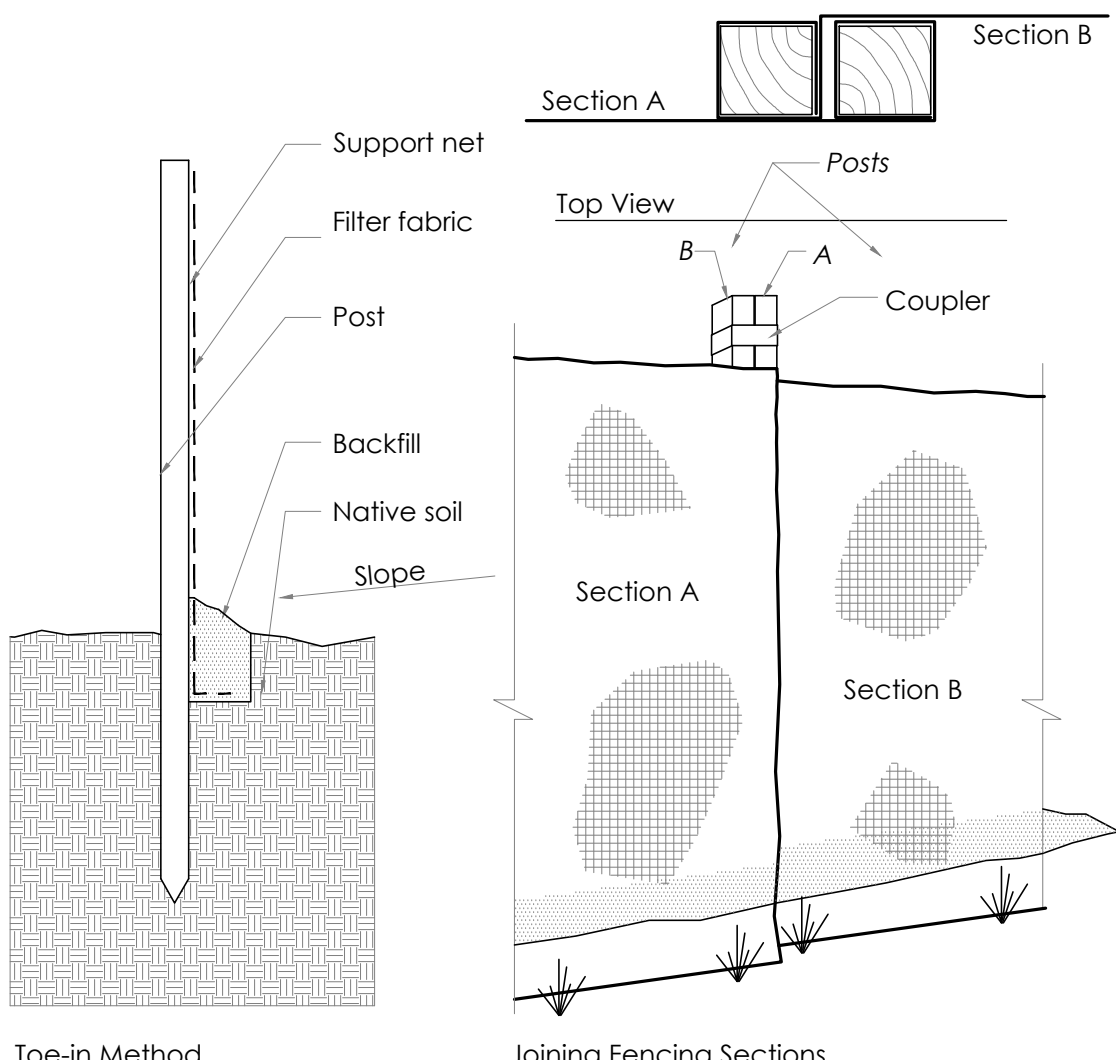 Section B
Section A
Support net
Posts
Top View
Filter fabric
B
A
Coupler
Post
Backfill
Native soil
Slope
Section A
Section B
Toe-in Method
Joining Fencing Sections